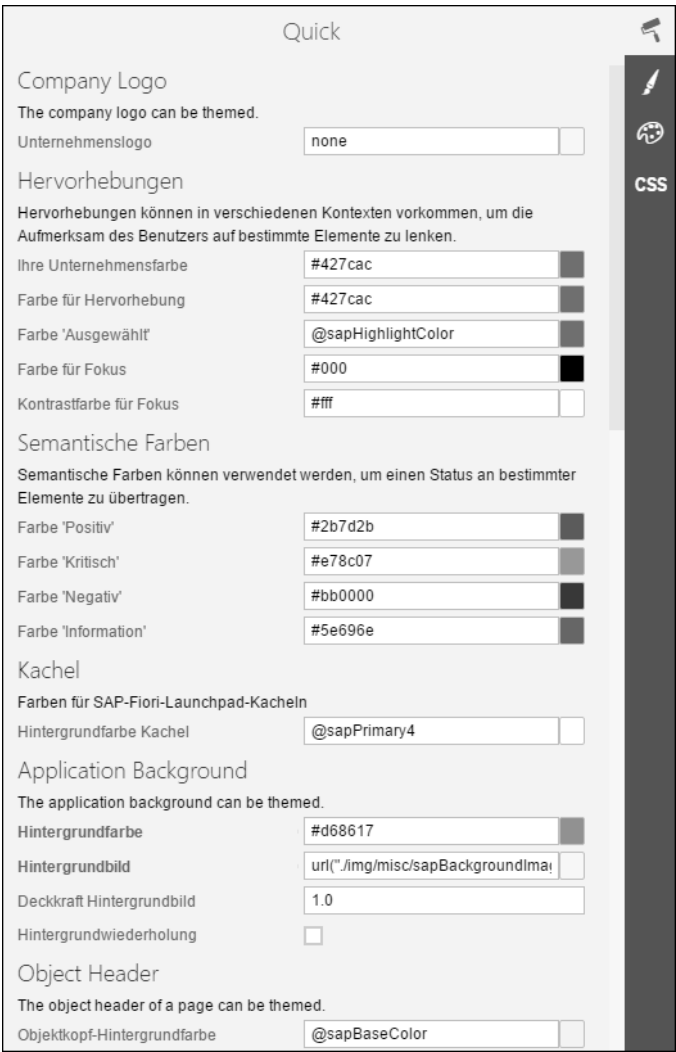 Quick
Company Logo
The company logo can be themed.
Unternehmenslogo none
Hervorhebungen
Hervorhebungen können in verschiedenen Kontexten vorkommen, um die
Aufmerksam des Benutzers auf bestimmte Elemente zu lenken.
CSS
Ihre Unternehmensfarbe #427cac
Farbe für Hervorhebung #427cac
Farbe 'Ausgewählt' @sapHighlightColor
Farbe für Fokus #000
Kontrastfarbe für Fokus #fff
Semantische Farben
Semantische Farben können verwendet werden, um einen Status an bestimmter
Elemente zu übertragen.
Farbe 'Positiv' #2b7d2b
Farbe 'Kritisch' #e78c07
Farbe 'Negativ' #bb0000
Farbe 'Information' #5e696e
Kachel
Farben für SAP-Fiori-Launchpad-Kacheln
Hintergrundfarbe Kachel @sapPrimary4
Application Background
The application background can be themed.
Hintergrundfarbe #d68617
Hintergrundbild url("./img/misc/sapBackgroundIma
Deckkraft Hintergrundbild 1.0
Hintergrundwiederholung
Object Header
The object header of a page can be themed.
Objektkopf-Hintergrundfarbe @sapBaseColor